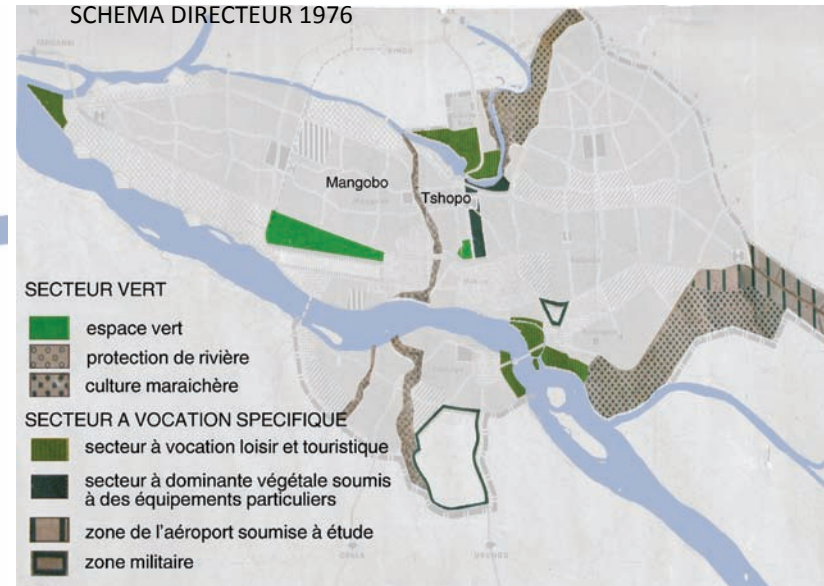 SCHEMA DIRECTEUR 1976
Mangobo
Tshopo
SECTEUR VERT
espace vert
protection de rivière
culture maraichère
SECTEUR A VOCATION SPECIFIQUE
secteur à vocation loisir et touristique
secteur à dominante végétale soumis
à des équipements particuliers
zone de l'aéroport soumise à étude
zone militaire